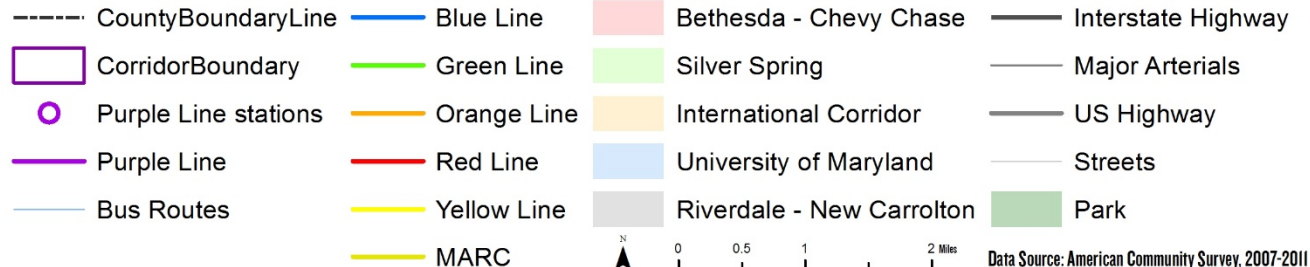 CountyBoundaryLine
CorridorBoundary
Purple Line stations
Purple Line
Bus Routes
Blue Line
Green Line
Orange Line
Red Line
Yellow Line
MARC
Bethesda - Chevy Chase
Silver Spring
International Corridor
University of Maryland
Riverdale - New Carrolton
Interstate Highway
Major Arterials
US Highway
Streets
Park
N
0 0.5 1 2 Miles
Data Source: American Community Survey, 2007-2011